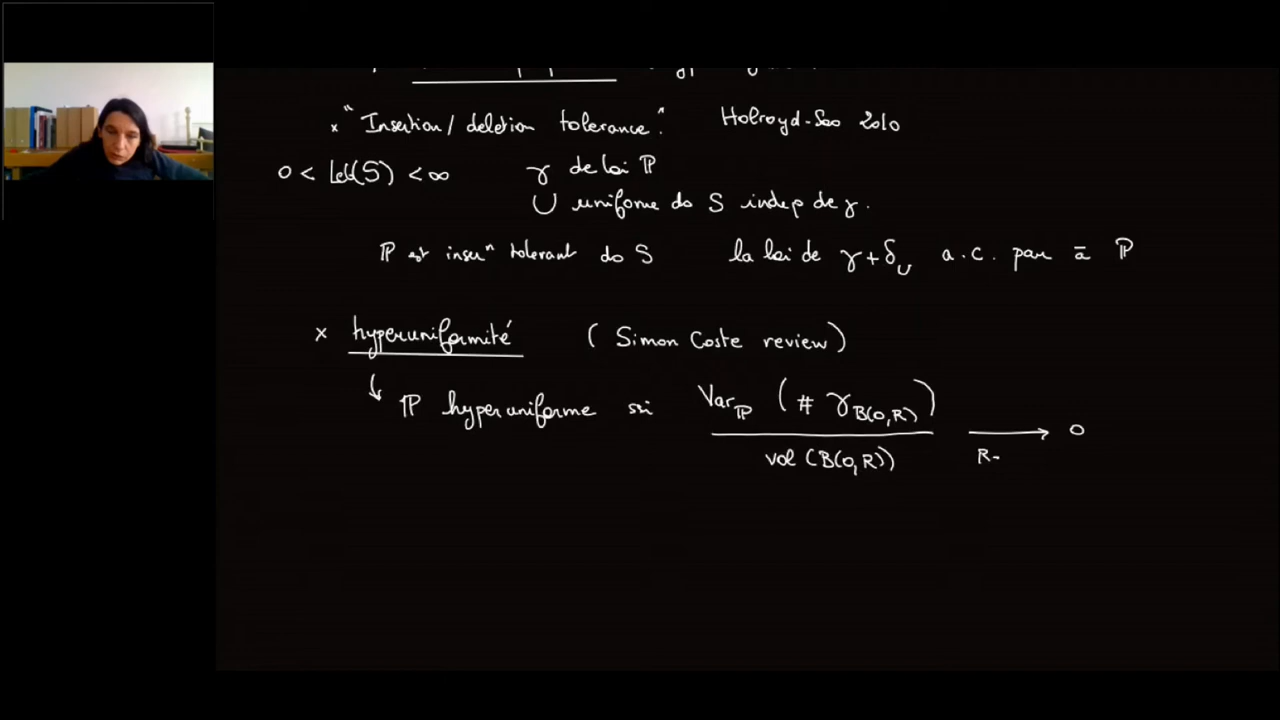 × "Insertion/ deletion tolerance". Holroyd-Soo 2010
0 < Leb(S) < ∞ γ de loi ℙ
U uniforme ds S indep de γ.
ℙ est inserⁿ tolerant ds S la loi de γ + δ_U a.c. par à ℙ
× hyperuniformité (Simon Coste review)
↳ ℙ hyperuniforme ssi Var_ℙ (# γ_B(0,R)) / vol (B(0,R)) → 0
R-